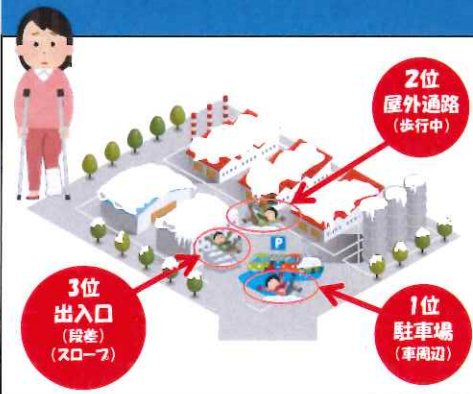 2位
屋外通路
(歩行中)
P
3位
出入口
(段差)
(スロープ)
1位
駐車場
(車周辺)